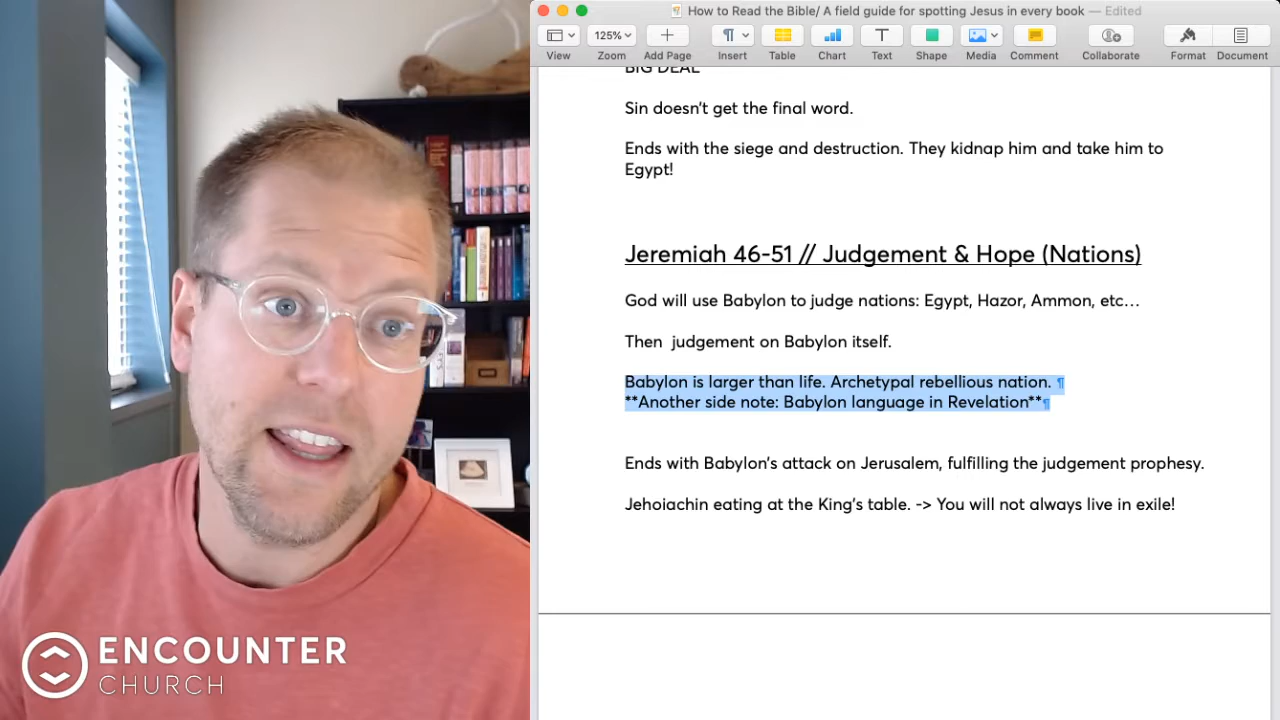 How to Read the Bible/ A field guide for spotting Jesus in every book — Edited
125%
View Zoom Add Page Insert Table Chart Text Shape Media Comment Collaborate Format Document
BIG DEAL
Sin doesn't get the final word.
Ends with the siege and destruction. They kidnap him and take him to
Egypt!
Jeremiah 46-51 // Judgement & Hope (Nations)
God will use Babylon to judge nations: Egypt, Hazor, Ammon, etc…
Then  judgement on Babylon itself.
Babylon is larger than life. Archetypal rebellious nation. ¶
**Another side note: Babylon language in Revelation**¶
Ends with Babylon's attack on Jerusalem, fulfilling the judgement prophesy.
Jehoiachin eating at the King's table. -> You will not always live in exile!
ENCOUNTER
CHURCH